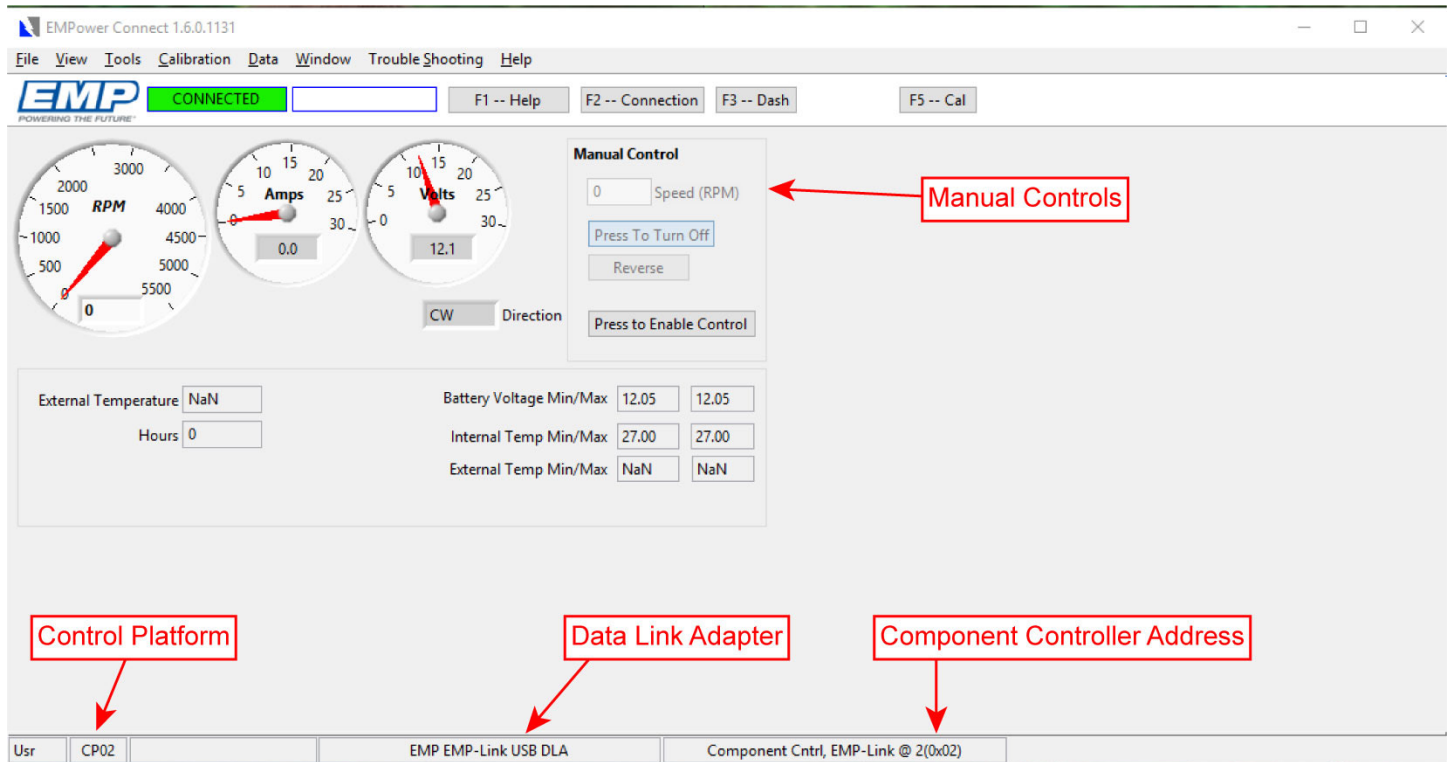 EMPower Connect 1.6.0.1131
File View Tools Calibration Data Window Trouble Shooting Help
EMP
POWERING THE FUTURE
CONNECTED
F1 -- Help
F2 -- Connection
F3 -- Dash
F5 -- Cal
0
500
1000
1500
2000
3000
4000
4500
5000
5500
RPM
0
0
5
10
15
20
25
30
Amps
0.0
0
5
10
15
20
25
30
Volts
12.1
CW Direction
Manual Control
0 Speed (RPM)
Press To Turn Off
Reverse
Press to Enable Control
Manual Controls
External Temperature NaN
Hours 0
Battery Voltage Min/Max 12.05 12.05
Internal Temp Min/Max 27.00 27.00
External Temp Min/Max NaN NaN
Control Platform
Data Link Adapter
Component Controller Address
Usr
CP02
EMP EMP-Link USB DLA
Component Cntrl, EMP-Link @ 2(0x02)